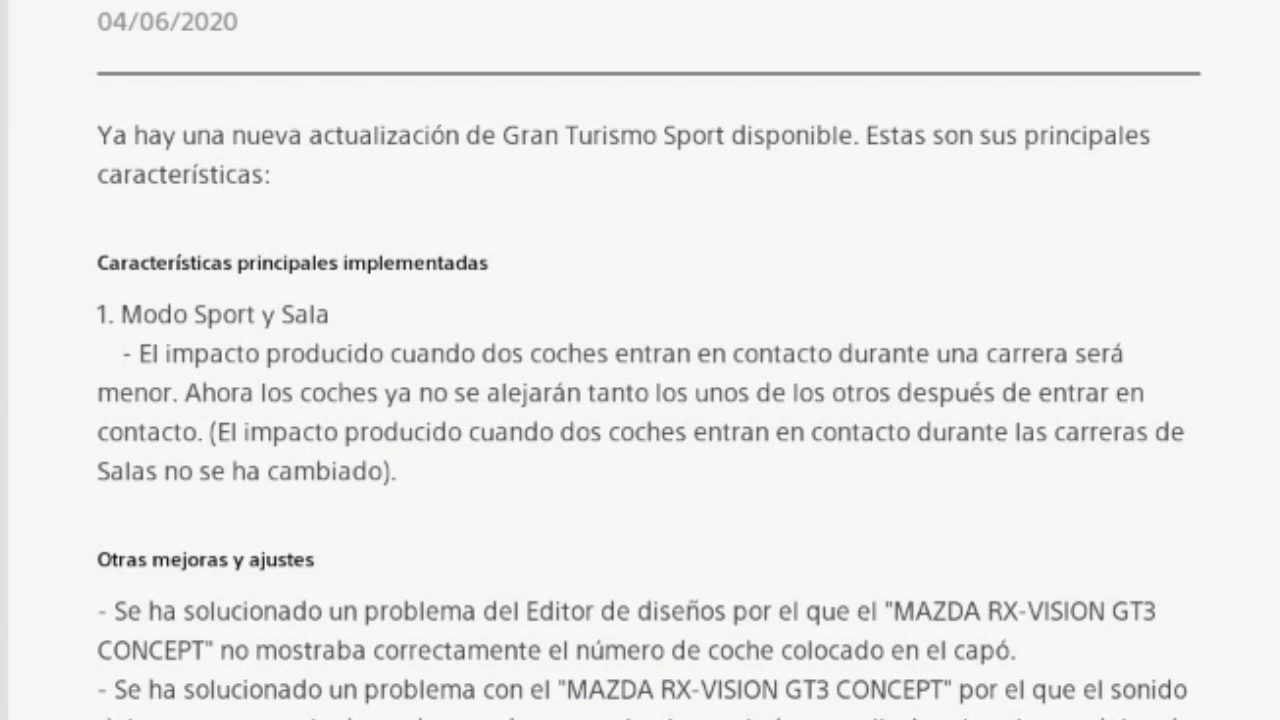 04/06/2020
Ya hay una nueva actualización de Gran Turismo Sport disponible. Estas son sus principales
características:
Características principales implementadas
1. Modo Sport y Sala
- El impacto producido cuando dos coches entran en contacto durante una carrera será
menor. Ahora los coches ya no se alejarán tanto los unos de los otros después de entrar en
contacto. (El impacto producido cuando dos coches entran en contacto durante las carreras de
Salas no se ha cambiado).
Otras mejoras y ajustes
- Se ha solucionado un problema del Editor de diseños por el que el "MAZDA RX-VISION GT3
CONCEPT" no mostraba correctamente el número de coche colocado en el capó.
- Se ha solucionado un problema con el "MAZDA RX-VISION GT3 CONCEPT" por el que el sonido